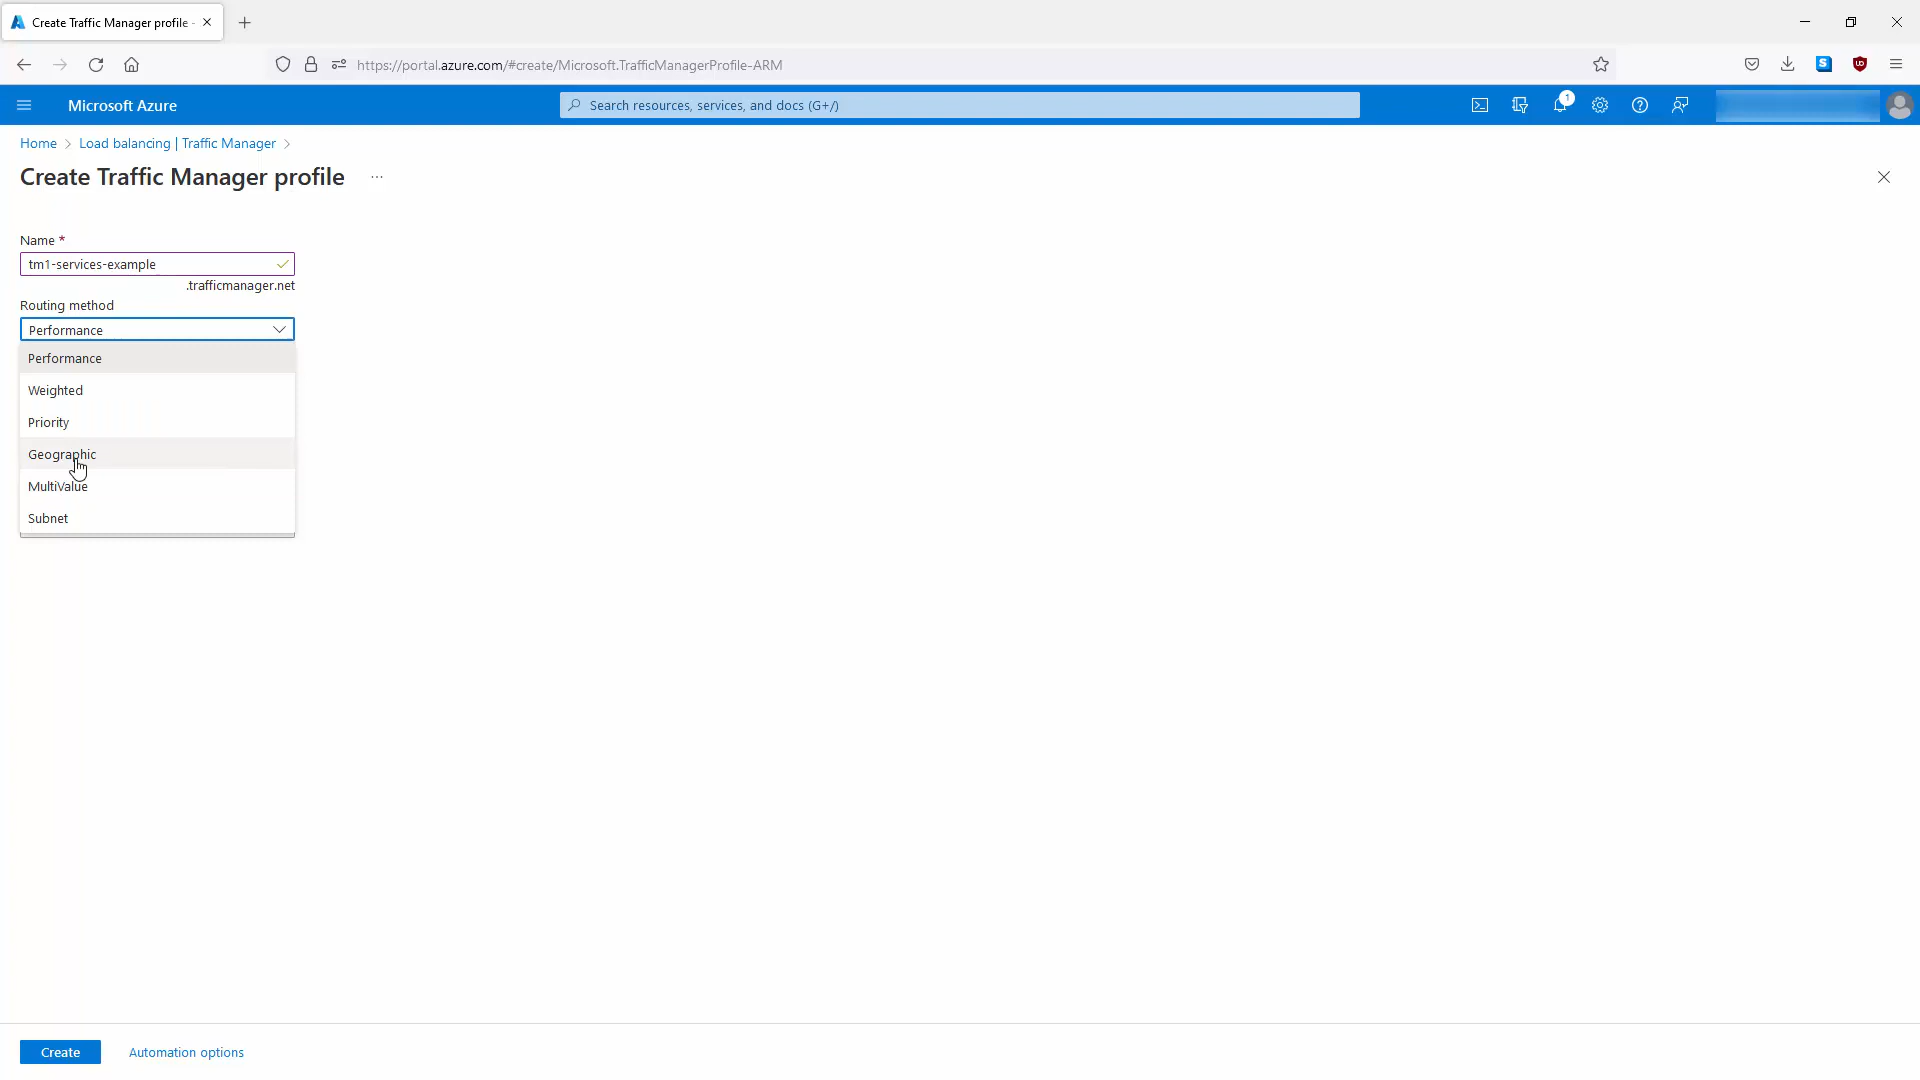 Create Traffic Manager profile -
https://portal.azure.com/#create/Microsoft.TrafficManagerProfile-ARM
Microsoft Azure
Search resources, services, and docs (G+/)
1
Home > Load balancing | Traffic Manager >
Create Traffic Manager profile ...
Name *
tm1-services-example
.trafficmanager.net
Routing method
Performance
Performance
Weighted
Priority
Geographic
MultiValue
Subnet
Create Automation options